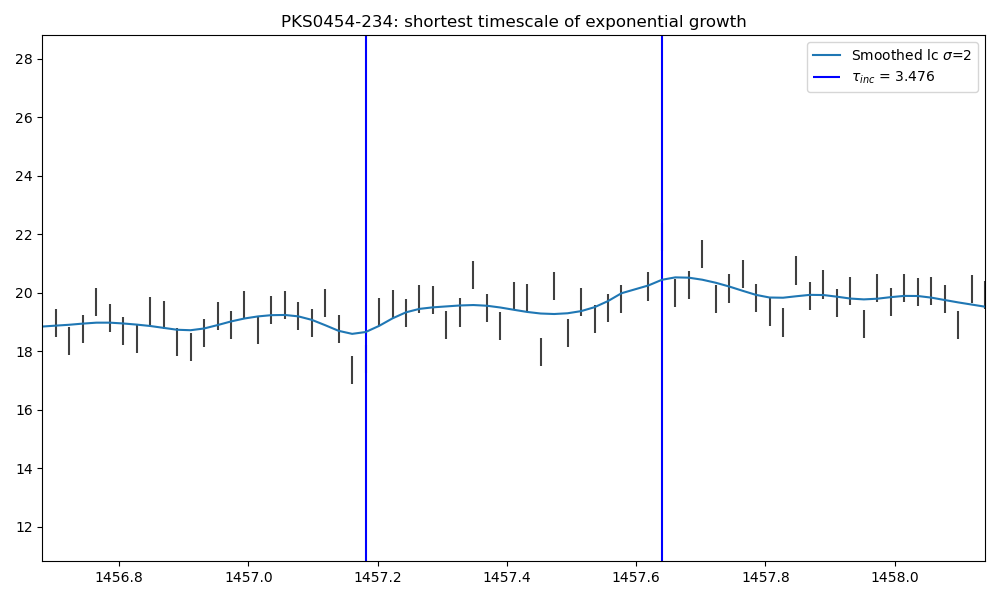 PKS0454-234: shortest timescale of exponential growth
Smoothed lc σ=2
τinc = 3.476
28
26
24
22
20
18
16
14
12
1456.8 1457.0 1457.2 1457.4 1457.6 1457.8 1458.0